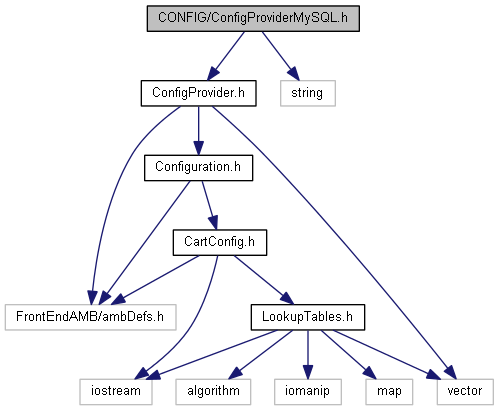 CONFIG/ConfigProviderMySQL.h
ConfigProvider.h
string
Configuration.h
CartConfig.h
FrontEndAMB/ambDefs.h
LookupTables.h
iostream
algorithm
iomanip
map
vector